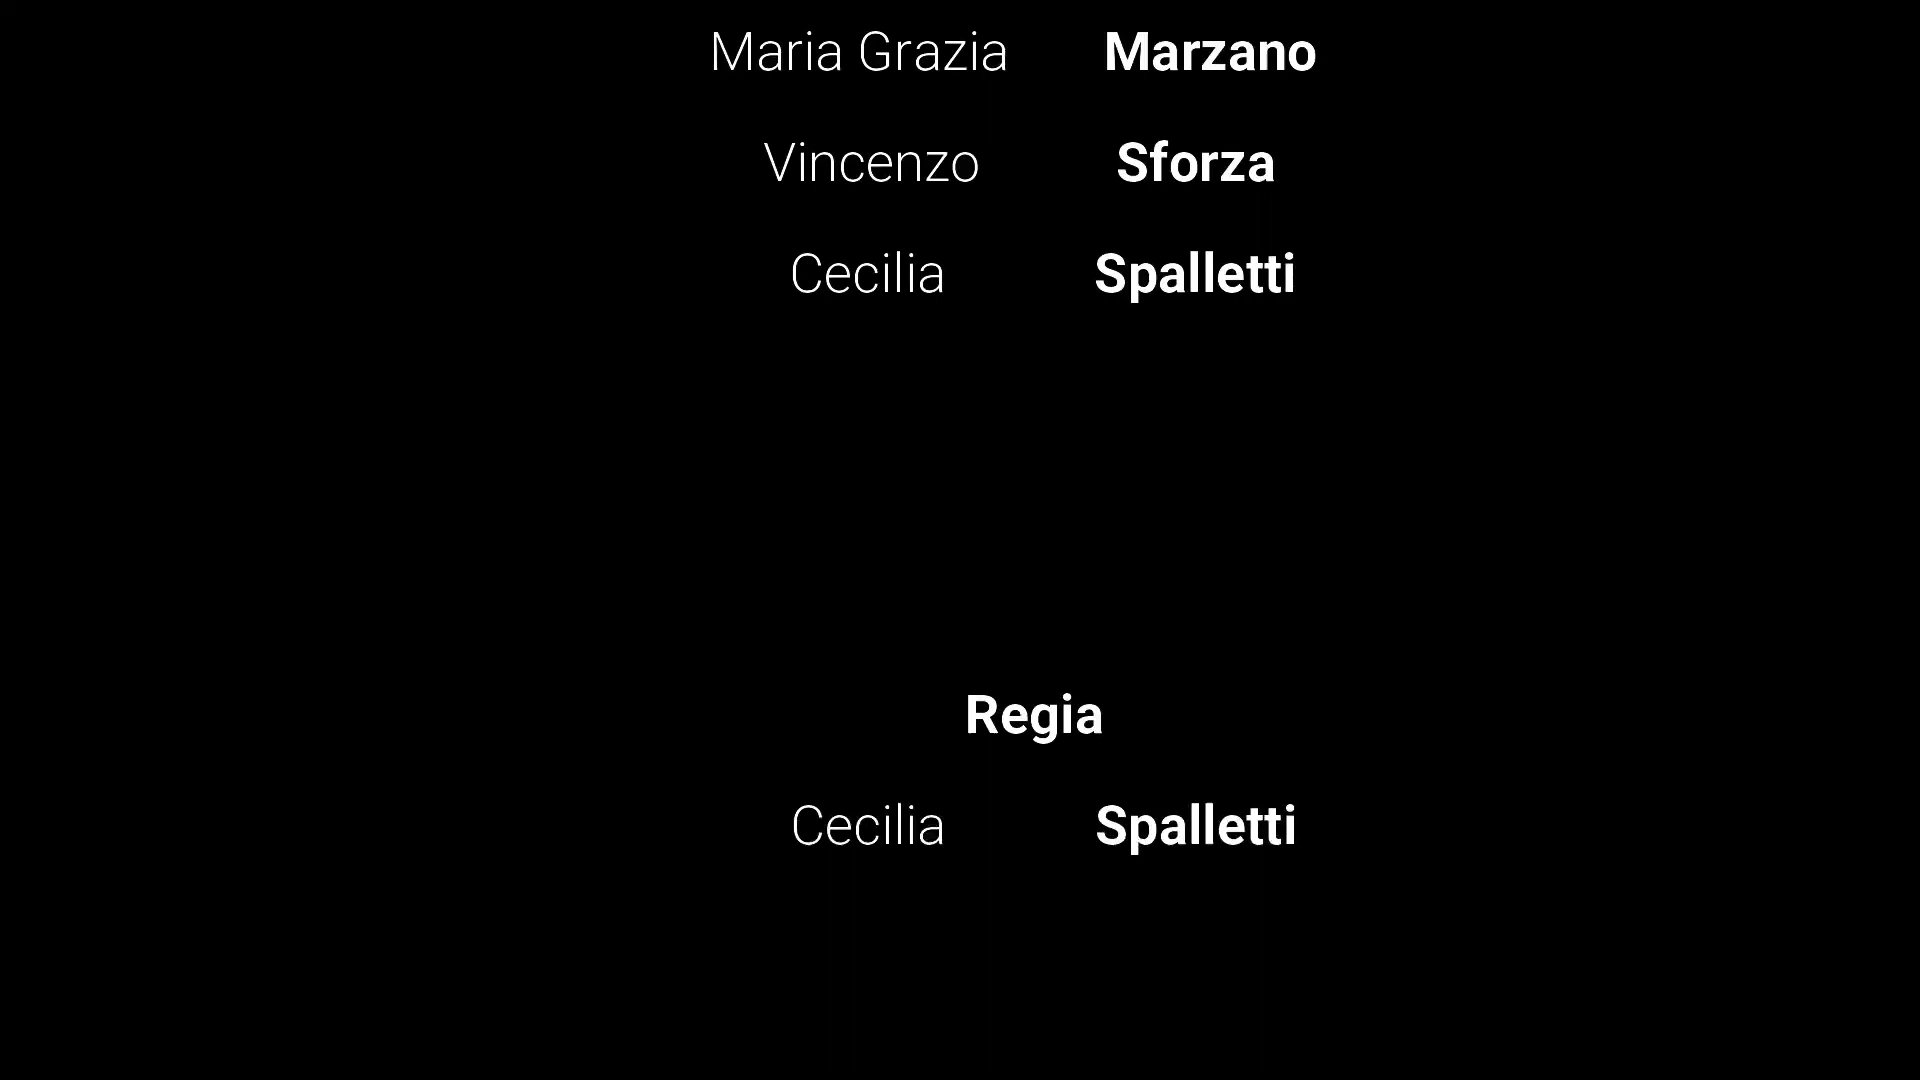 Maria Grazia Marzano
Vincenzo Sforza
Cecilia Spalletti
Regia
Cecilia Spalletti